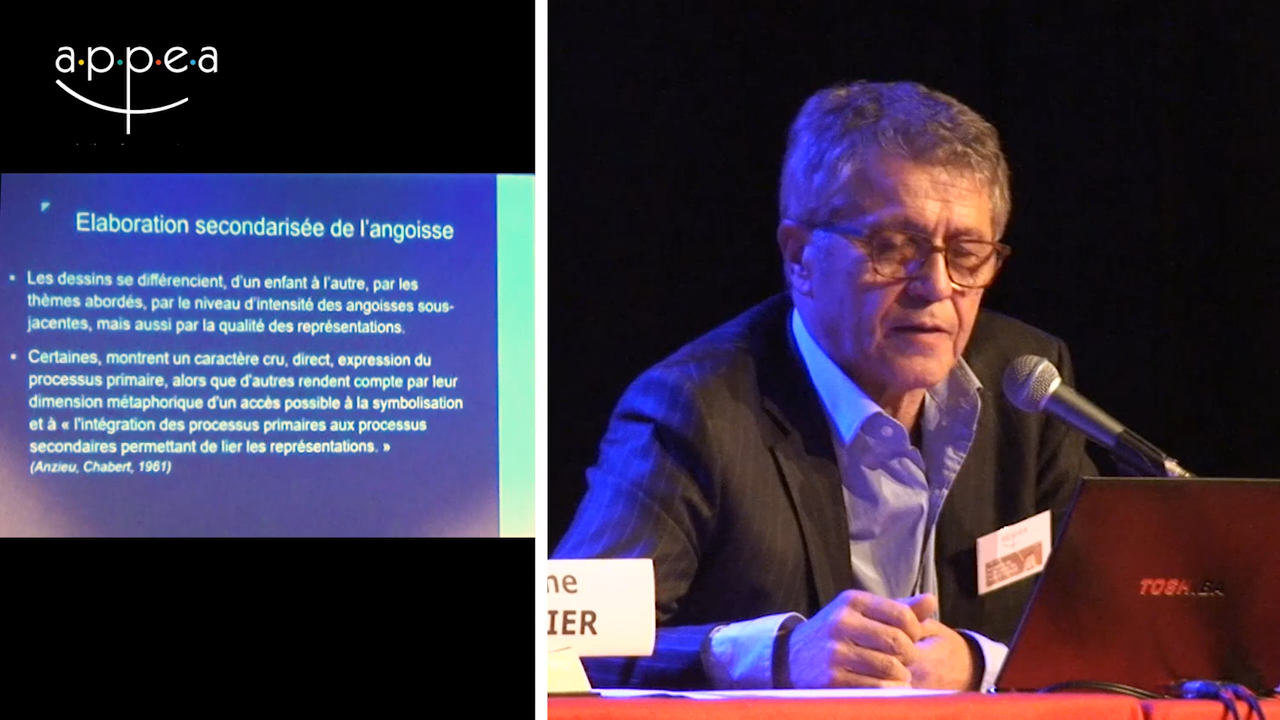 a·p·p·e·a
Elaboration secondarisée de l'angoisse
Les dessins se différencient, d'un enfant à l'autre, par les
thèmes abordés, par le niveau d'intensité des angoisses sous-
jacentes, mais aussi par la qualité des représentations.
Certaines, montrent un caractère cru, direct, expression du
processus primaire, alors que d'autres rendent compte par leur
dimension métaphorique d'un accès possible à la symbolisation
et à « l'intégration des processus primaires aux processus
secondaires permettant de lier les représentations. »
(Anzieu, Chabert, 1961)
ne
IER
TOSHIBA